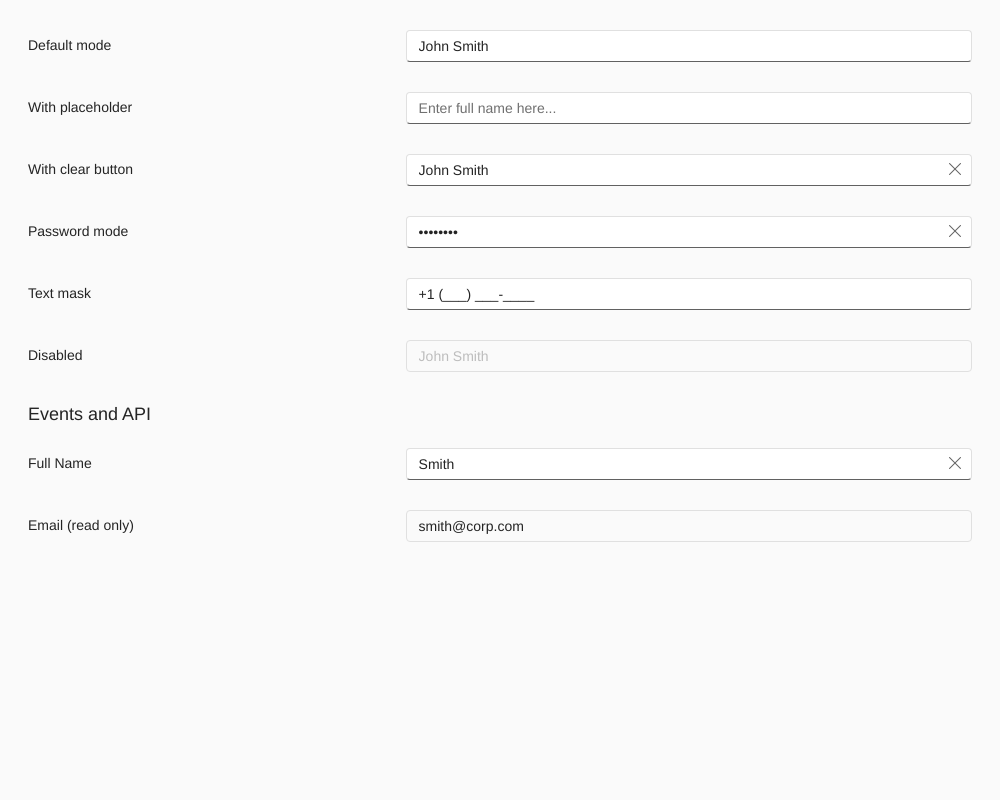 Default mode
John Smith
With placeholder
Enter full name here...
With clear button
John Smith
Password mode
••••••••
Text mask
+1 (___) ___-____
Disabled
John Smith
Events and API
Full Name
Smith
Email (read only)
smith@corp.com